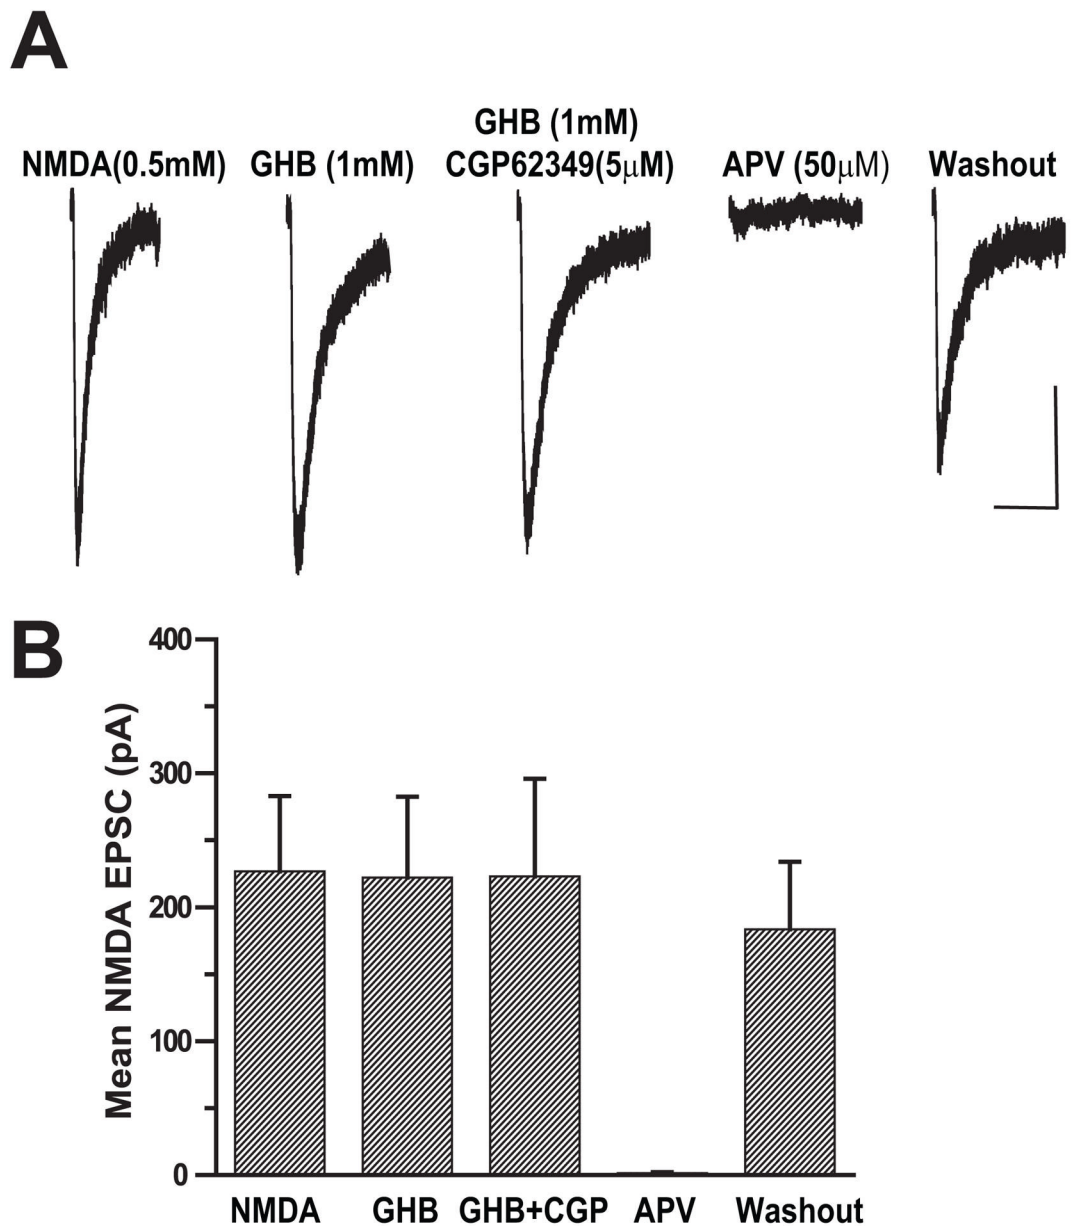 A
GHB (1mM)
NMDA(0.5mM) GHB (1mM) CGP62349(5μM) APV (50μM) Washout
B
Mean NMDA EPSC (pA)
400
300
200
100
0
NMDA GHB GHB+CGP APV Washout